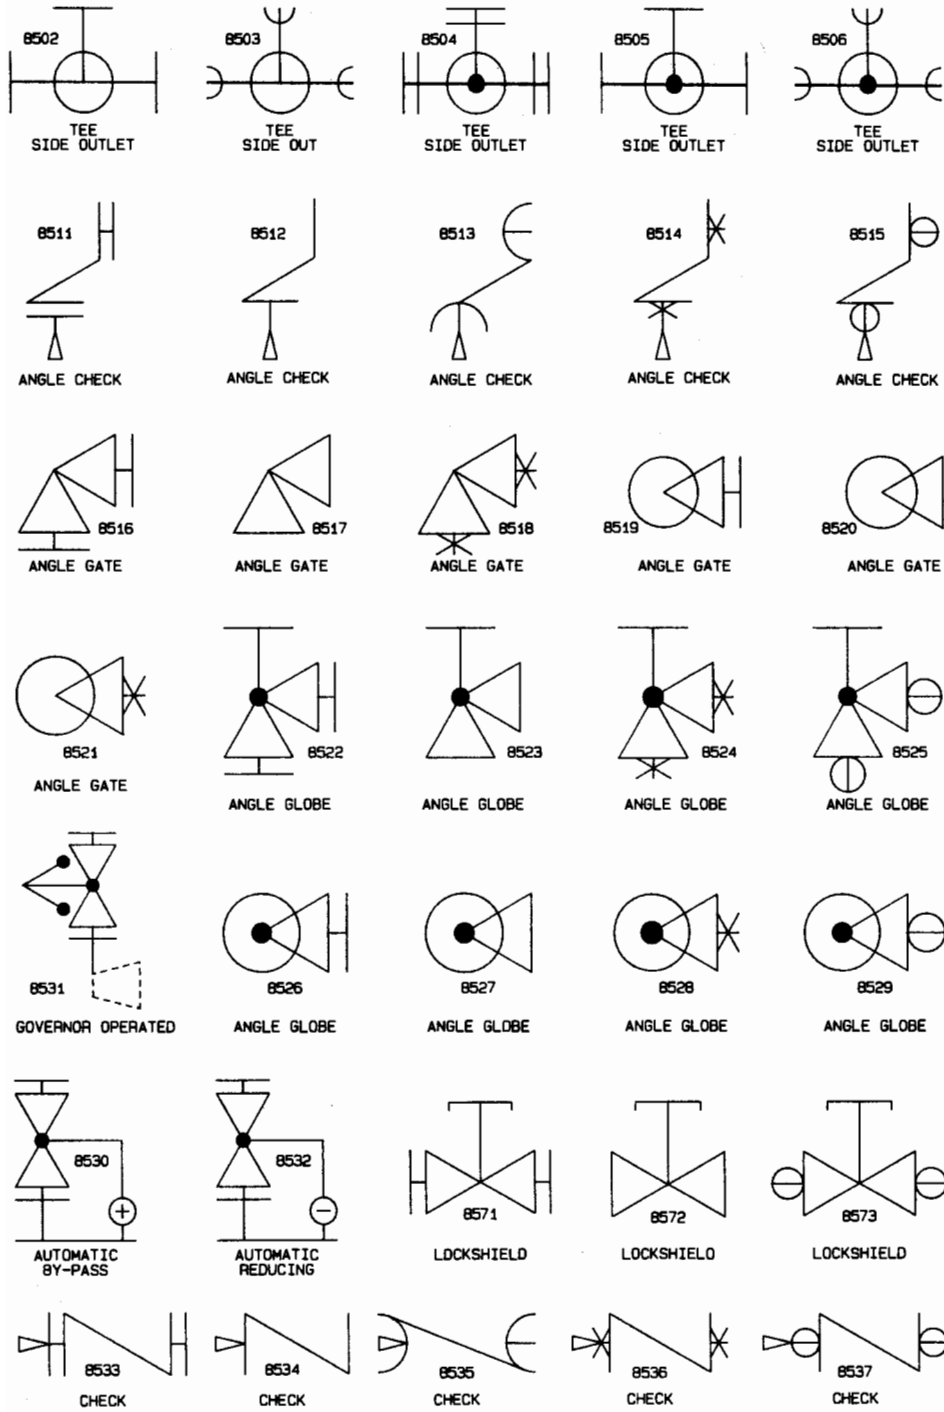 8502
TEE
SIDE OUTLET
8503
TEE
SIDE OUT
8504
TEE
SIDE OUTLET
8505
TEE
SIDE OUTLET
8506
TEE
SIDE OUTLET
8511
ANGLE CHECK
8512
ANGLE CHECK
8513
ANGLE CHECK
8514
ANGLE CHECK
8515
ANGLE CHECK
8516
ANGLE GATE
8517
ANGLE GATE
8518
ANGLE GATE
8519
ANGLE GATE
8520
ANGLE GATE
8521
ANGLE GATE
8522
ANGLE GLOBE
8523
ANGLE GLOBE
8524
ANGLE GLOBE
8525
ANGLE GLOBE
8531
GOVERNOR OPERATED
8526
ANGLE GLOBE
8527
ANGLE GLOBE
8528
ANGLE GLOBE
8529
ANGLE GLOBE
8530
+
AUTOMATIC
BY-PASS
8532
−
AUTOMATIC
REDUCING
8571
LOCKSHIELD
8572
LOCKSHIELD
8573
LOCKSHIELD
8533
CHECK
8534
CHECK
8535
CHECK
8536
CHECK
8537
CHECK